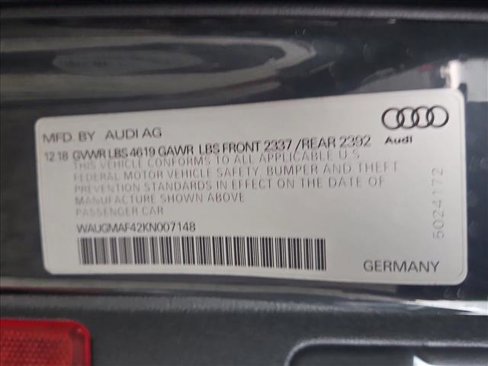 MFD. BY AUDI AG
12 18 GVWR LBS 4619 GAWR LBS FRONT 2337 /REAR 2392
THIS VEHICLE CONFORMS TO ALL APPLICABLE U.S.
FEDERAL MOTOR VEHICLE SAFETY, BUMPER AND THEFT
PREVENTION STANDARDS IN EFFECT ON THE DATE OF
MANUFACTURE SHOWN ABOVE
PASSENGER CAR
WAUGMAF42KN007148
Audi
5024172
GERMANY